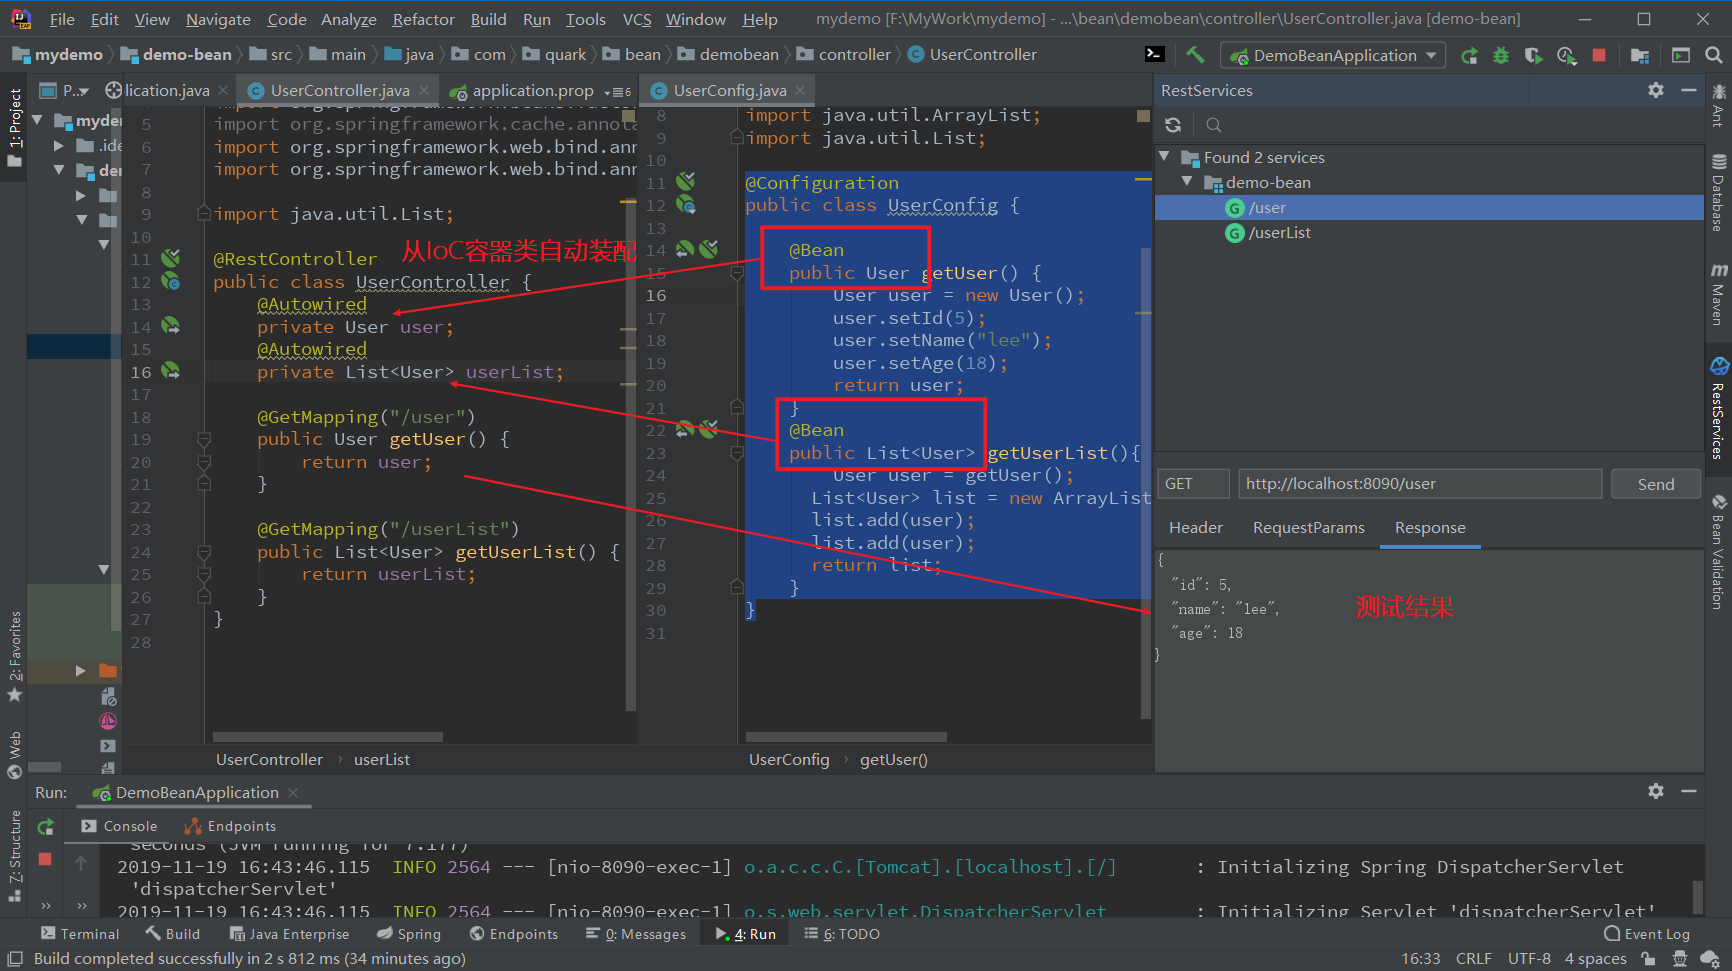 File Edit View Navigate Code Analyze Refactor Build Run Tools VCS Window Help mydemo [F:\MyWork\mydemo] - ...\bean\demobean\controller\UserController.java [demo-bean]
mydemo demo-bean src main java com quark bean demobean controller UserController DemoBeanApplication
1: Project
2: Favorites
Web
7: Structure
P.. lication.java UserController.java application.prop 6
myde
.ide
de
5 import org.springframework.cache.annota
6 import org.springframework.web.bind.ann
7 import org.springframework.web.bind.ann
8
9 import java.util.List;
10
11 @RestController
从IoC容器类自动装配
12 public class UserController {
13 @Autowired
14 private User user;
15 @Autowired
16 private List<User> userList;
17
18 @GetMapping("/user")
19 public User getUser() {
20 return user;
21 }
22
23 @GetMapping("/userList")
24 public List<User> getUserList() {
25 return userList;
26 }
27 }
28
UserController userList
UserConfig.java
8 import java.util.ArrayList;
9 import java.util.List;
10
11 @Configuration
12 public class UserConfig {
13
14 @Bean
15 public User getUser() {
16 User user = new User();
17 user.setId(5);
18 user.setName("lee");
19 user.setAge(18);
20 return user;
21 }
22 @Bean
23 public List<User> getUserList(){
24 User user = getUser();
25 List<User> list = new ArrayList
26 list.add(user);
27 list.add(user);
28 return list;
29 }
30 }
31
UserConfig getUser()
RestServices
Found 2 services
demo-bean
G /user
G /userList
GET http://localhost:8090/user Send
Header RequestParams Response
{
"id": 5,
"name": "lee",
"age": 18
}
测试结果
Ant
Database
Maven
RestServices
Bean Validation
Run: DemoBeanApplication
Console Endpoints
seconds (JVM running for 7.177)
2019-11-19 16:43:46.115 INFO 2564 --- [nio-8090-exec-1] o.a.c.c.C.[Tomcat].[localhost].[/] : Initializing Spring DispatcherServlet
'dispatcherServlet'
2019-11-19 16:43:46.115 INFO 2564 --- [nio-8090-exec-1] o.s.web.servlet.DispatcherServlet : Initializing Servlet 'dispatcherServlet'
Terminal Build Java Enterprise Spring Endpoints 0: Messages 4: Run 6: TODO Event Log
Build completed successfully in 2 s 812 ms (34 minutes ago) 16:33 CRLF UTF-8 4 spaces